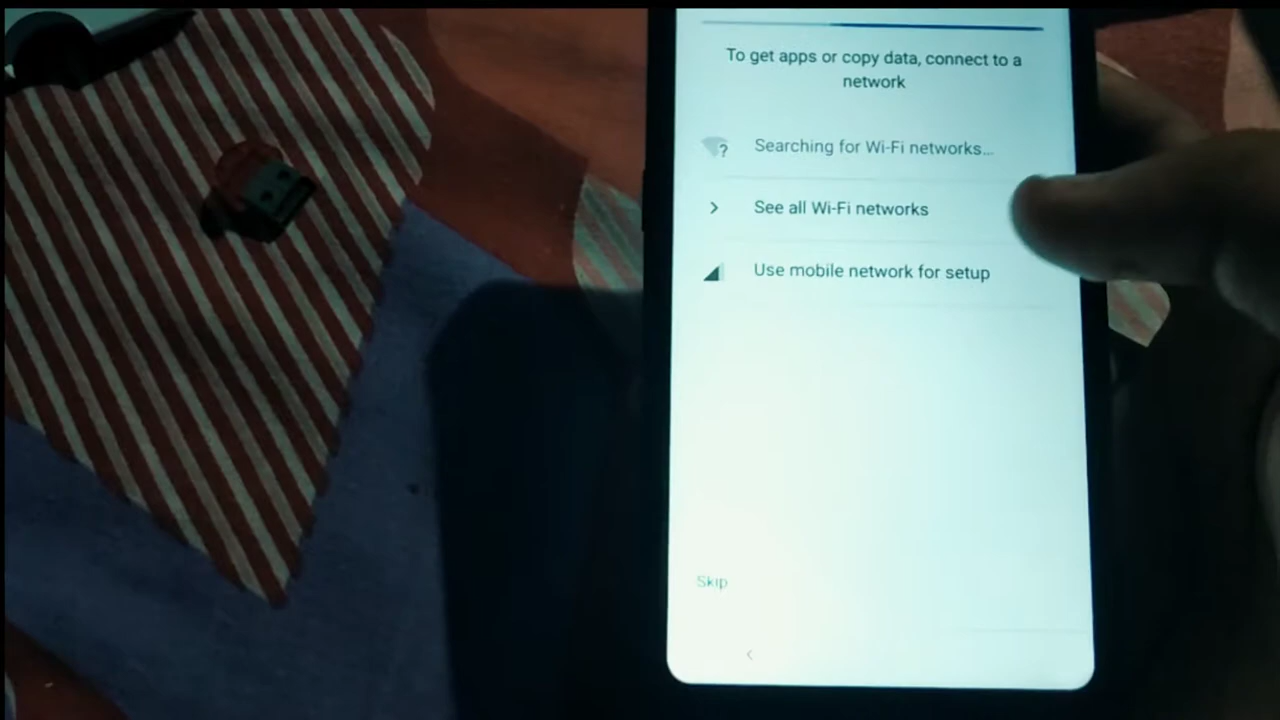 To get apps or copy data, connect to a
network
Searching for Wi-Fi networks...
See all Wi-Fi networks
Use mobile network for setup
Skip